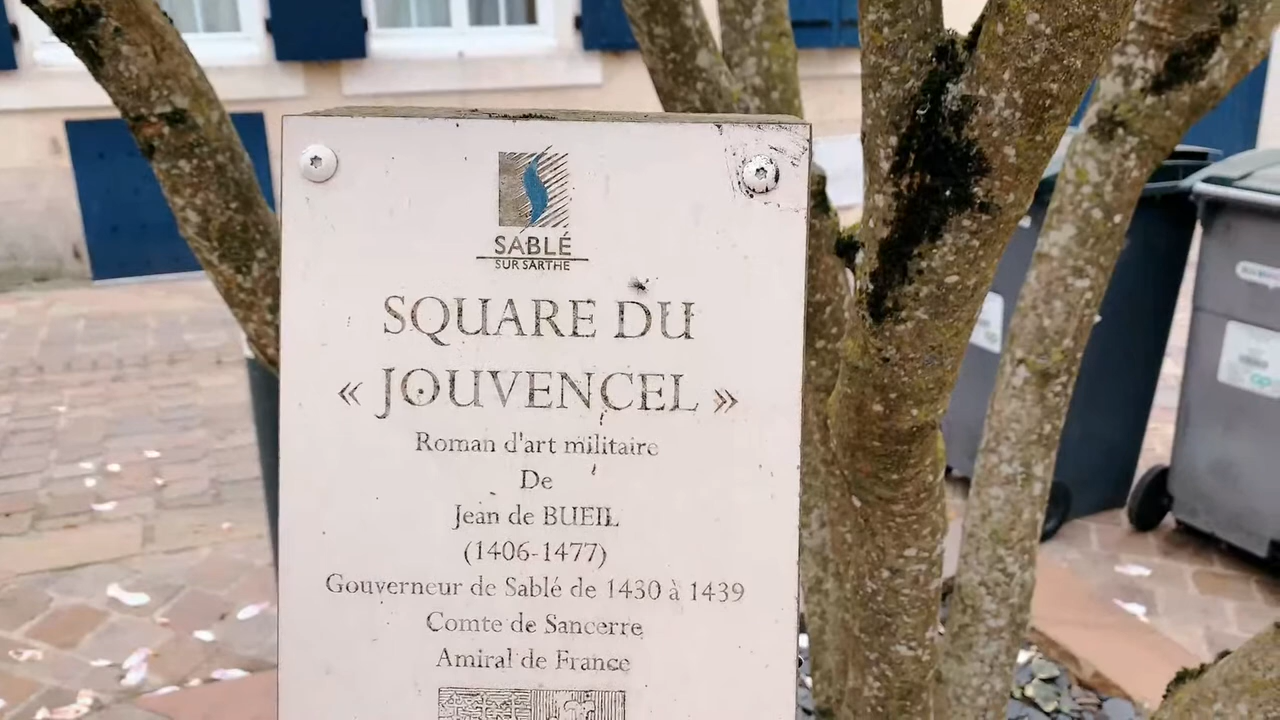 SABLÉ
SUR SARTHE
SQUARE DU
« JOUVENCEL »
Roman d'art militaire
De
Jean de BUEIL
(1406-1477)
Gouverneur de Sablé de 1430 à 1439
Comte de Sancerre
Amiral de France